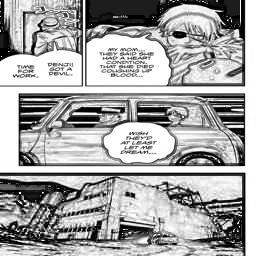 MY MOM...
THEY SAID SHE
HAD A HEART
CONDITION.
THAT SHE DIED
COUGHING UP
BLOOD...
DENJI!
GOT A
DEVIL.
TIME
FOR
WORK.
WISH
THEY'D
AT LEAST
LET ME
DREAM...